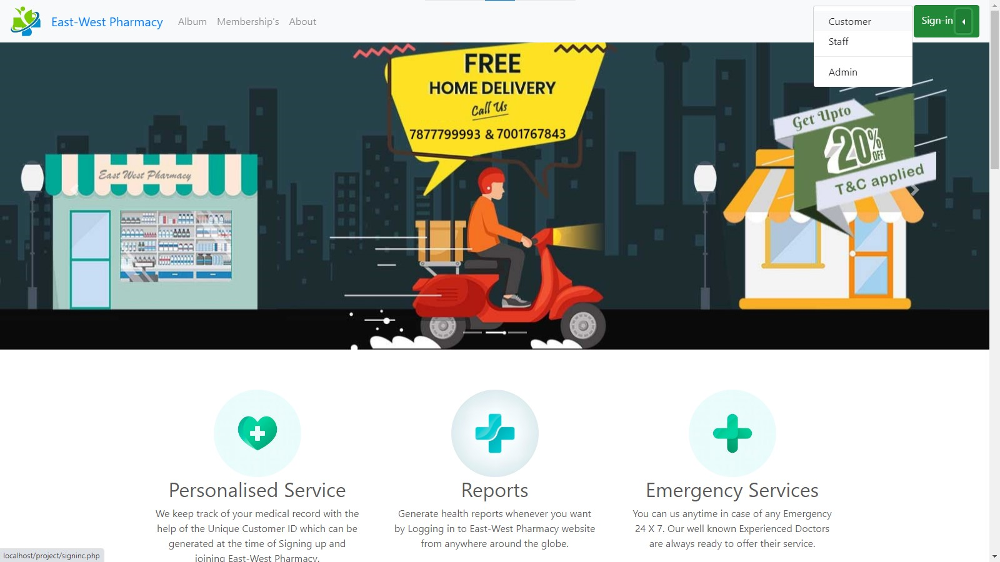 East-West Pharmacy
Album
Membership's
About
Customer
Staff
Admin
Sign-in
FREE
HOME DELIVERY
Call Us
7877799993 & 7001767843
Get Upto
20% OFF
T&C applied
East West Pharmacy
Personalised Service
We keep track of your medical record with the
help of the Unique Customer ID which can be
generated at the time of Signing up and
joining East-West Pharmacy.
Reports
Generate health reports whenever you want
by Logging in to East-West Pharmacy website
from anywhere around the globe.
Emergency Services
You can us anytime in case of any Emergency
24 X 7. Our well known Experienced Doctors
are always ready to offer their service.
localhost/project/signinc.php